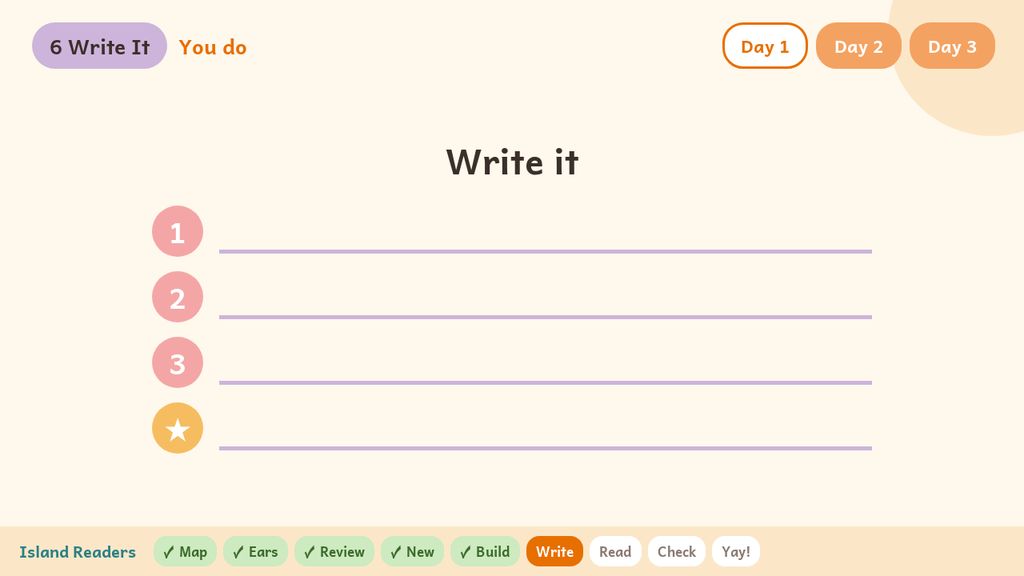 6 Write It You do Day 1 Day 2 Day 3
Write it
1
2
3
★
Island Readers ✓ Map ✓ Ears ✓ Review ✓ New ✓ Build Write Read Check Yay!